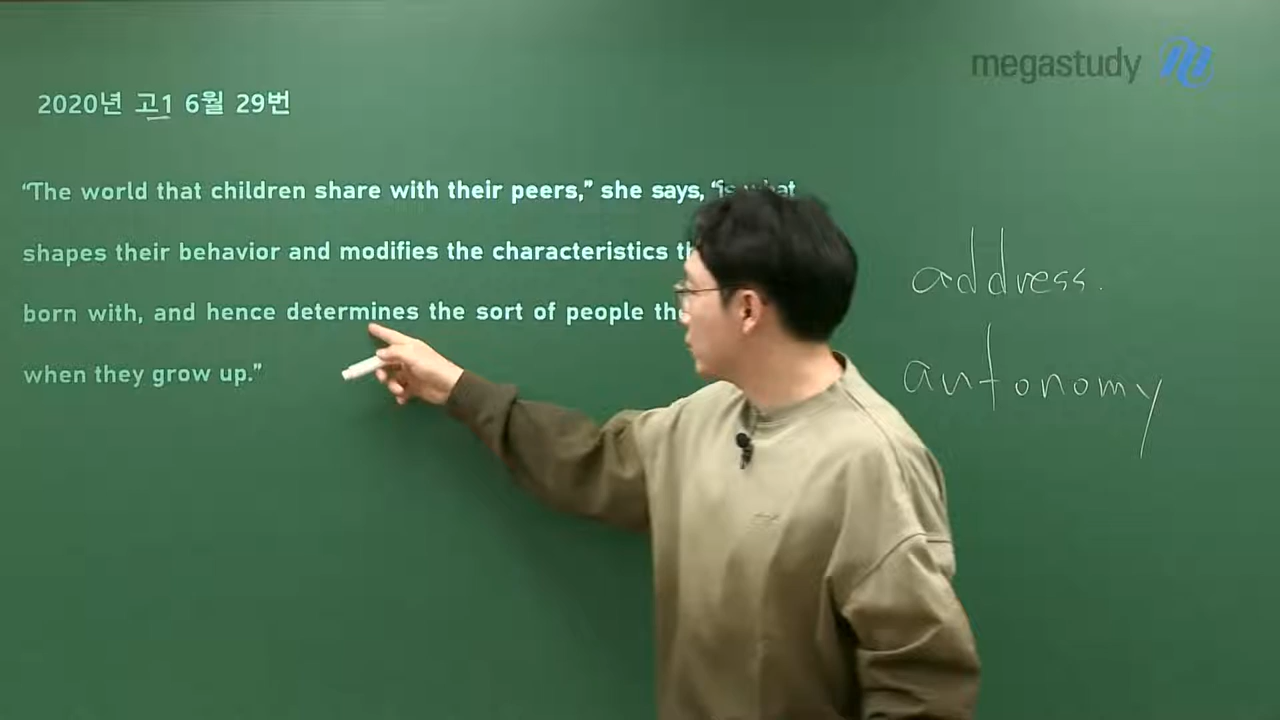 megastudy
2020년 고1 6월 29번
“The world that children share with their peers,” she says, “is what
shapes their behavior and modifies the characteristics
born with, and hence determines the sort of people
when they grow up.”
address.
autonomy